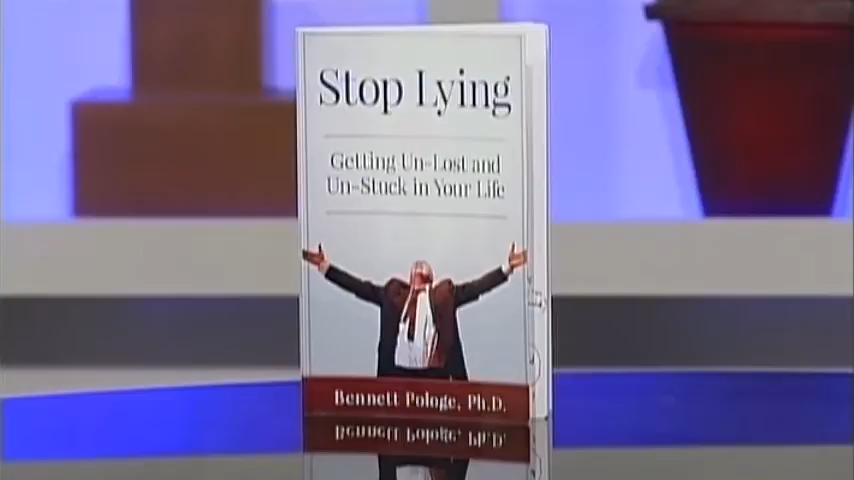 Stop Lying
Getting Un-Lost and
Un-Stuck in Your Life
Bennett Pologe, Ph.D.